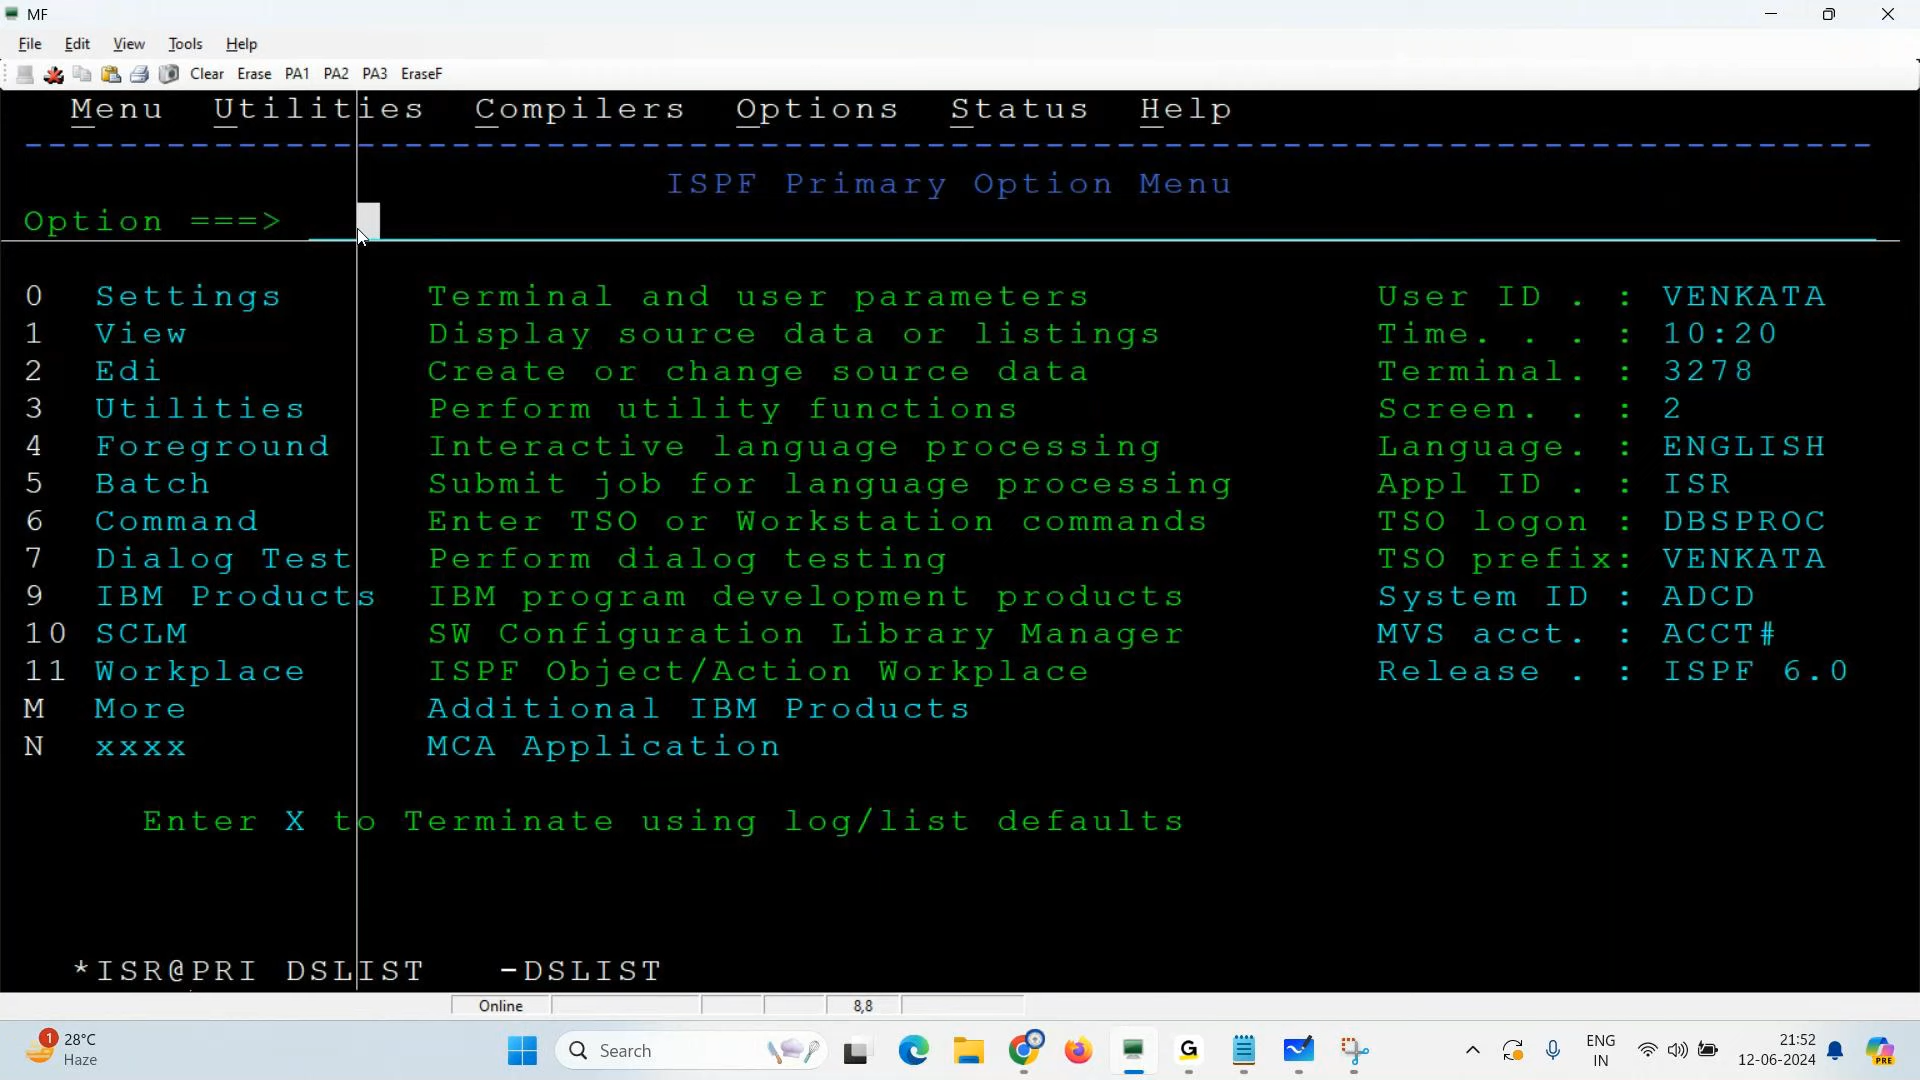 MF
File Edit View Tools Help
Clear Erase PA1 PA2 PA3 EraseF
Menu Utilities Compilers Options Status Help
ISPF Primary Option Menu
Option ===>
0 Settings Terminal and user parameters User ID . : VENKATA
1 View Display source data or listings Time. . . : 10:20
2 Edi Create or change source data Terminal. : 3278
3 Utilities Perform utility functions Screen. . : 2
4 Foreground Interactive language processing Language. : ENGLISH
5 Batch Submit job for language processing Appl ID . : ISR
6 Command Enter TSO or Workstation commands TSO logon : DBSPROC
7 Dialog Test Perform dialog testing TSO prefix: VENKATA
9 IBM Products IBM program development products System ID : ADCD
10 SCLM SW Configuration Library Manager MVS acct. : ACCT#
11 Workplace ISPF Object/Action Workplace Release . : ISPF 6.0
M More Additional IBM Products
N xxxx MCA Application
Enter X to Terminate using log/list defaults
*ISR@PRI DSLIST -DSLIST
Online 8,8
1 28°C
Haze
Search
G
ENG
IN
21:52
12-06-2024
PRE